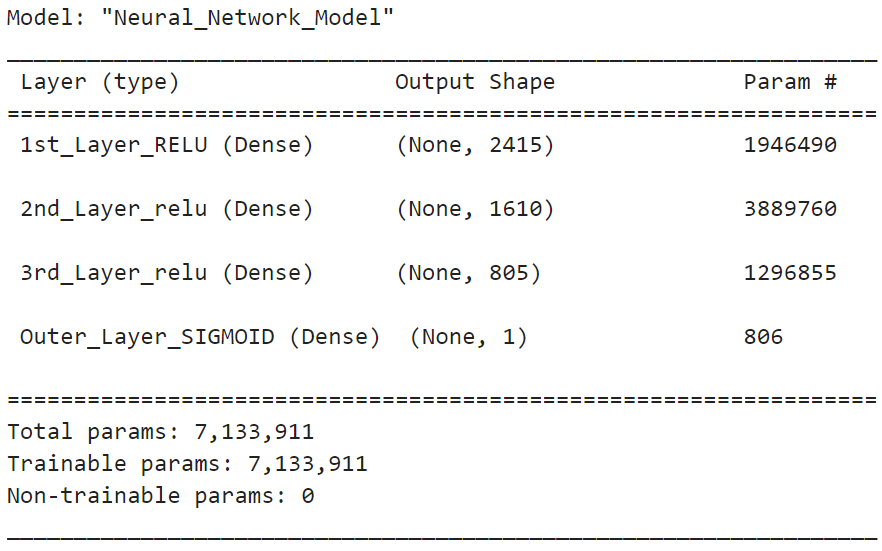 Model: "Neural_Network_Model"
_________________________________________________________________
Layer (type) Output Shape Param #
=================================================================
1st_Layer_RELU (Dense) (None, 2415) 1946490
2nd_Layer_relu (Dense) (None, 1610) 3889760
3rd_Layer_relu (Dense) (None, 805) 1296855
Outer_Layer_SIGMOID (Dense) (None, 1) 806
=================================================================
Total params: 7,133,911
Trainable params: 7,133,911
Non-trainable params: 0
_________________________________________________________________